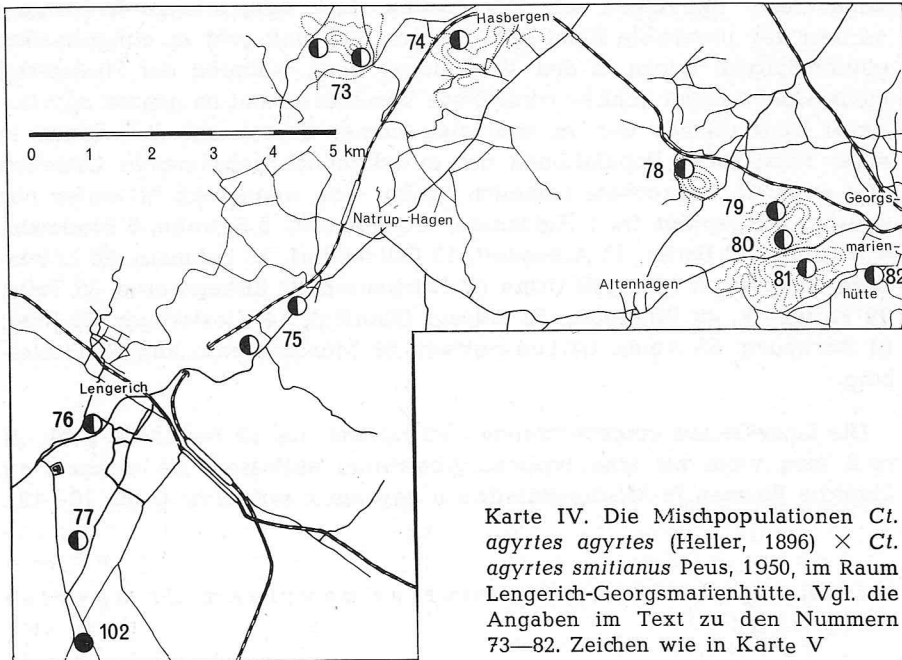 Hasbergen
74
73
0 1 2 3 4 5 km
78
Natrup-Hagen
79
Georgs-
80
marien-
Altenhagen
81
82
hütte
75
Lengerich
76
77
102
Karte IV. Die Mischpopulationen Ct.
agyrtes agyrtes (Heller, 1896) × Ct.
agyrtes smitianus Peus, 1950, im Raum
Lengerich-Georgsmarienhütte. Vgl. die
Angaben im Text zu den Nummern
73—82. Zeichen wie in Karte V